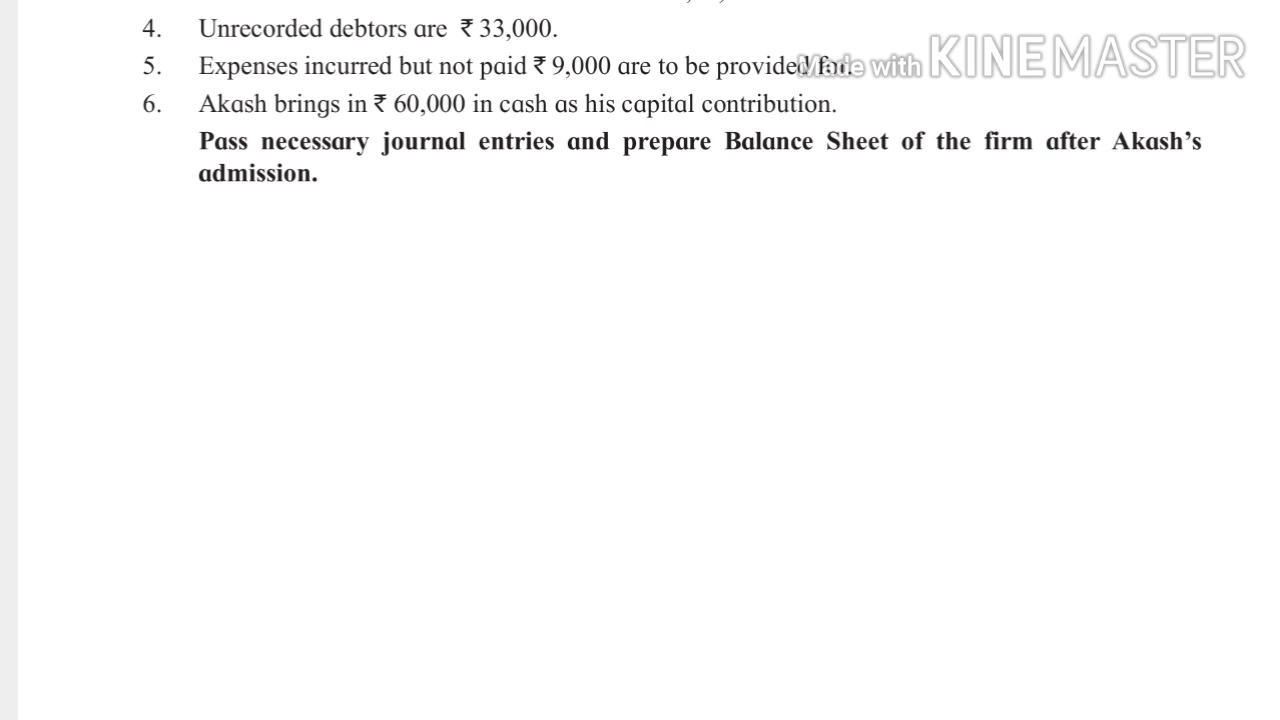 4. Unrecorded debtors are ₹ 33,000.
5. Expenses incurred but not paid ₹ 9,000 are to be provided for.
Made with KINEMASTER
6. Akash brings in ₹ 60,000 in cash as his capital contribution.
Pass necessary journal entries and prepare Balance Sheet of the firm after Akash's
admission.